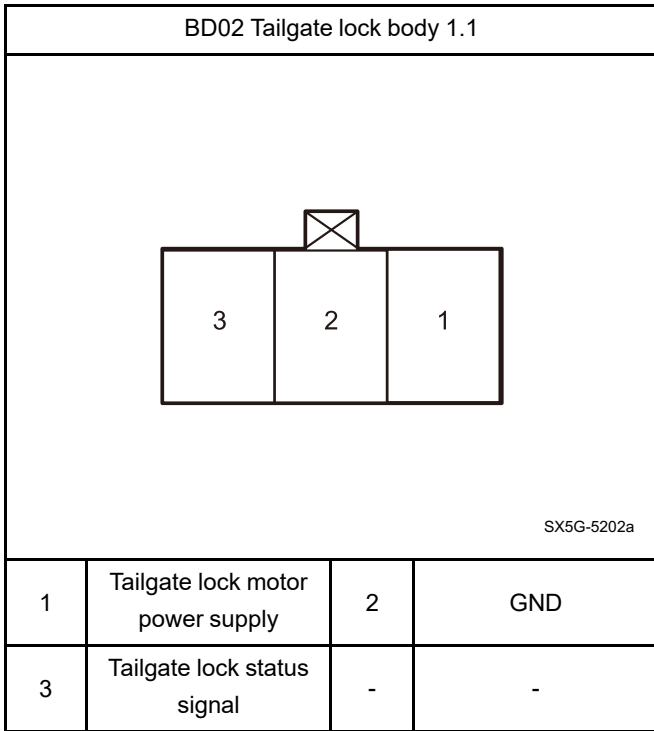 BD02 Tailgate lock body 1.1
3 2 1
SX5G-5202a
1 Tailgate lock motor power supply 2 GND
3 Tailgate lock status signal - -